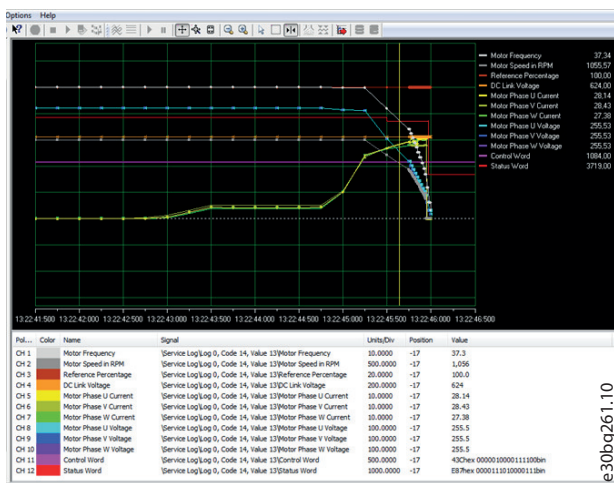 Options Help
Motor Frequency 37,34
Motor Speed in RPM 1055,57
Reference Percentage 100,00
DC Link Voltage 624,00
Motor Phase U Current 28,14
Motor Phase V Current 28,43
Motor Phase W Current 27,38
Motor Phase U Voltage 255,53
Motor Phase V Voltage 255,53
Motor Phase W Voltage 255,53
Control Word 1084,00
Status Word 3719,00
13:22:41:500 13:22:42:000 13:22:42:500 13:22:43:000 13:22:43:500 13:22:44:000 13:22:44:500 13:22:45:000 13:22:45:500 13:22:46:000 13:22:46:500
Pol... Color Name Signal Units/Div Position Value
CH 1 Motor Frequency \Service Log\Log 0, Code 14, Value 13\Motor Frequency 10.0000 -17 37.3
CH 2 Motor Speed in RPM \Service Log\Log 0, Code 14, Value 13\Motor Speed in RPM 500.0000 -17 1,056
CH 3 Reference Percentage \Service Log\Log 0, Code 14, Value 13\Reference Percentage 20.0000 -17 100.0
CH 4 DC Link Voltage \Service Log\Log 0, Code 14, Value 13\DC Link Voltage 200.0000 -17 624
CH 5 Motor Phase U Current \Service Log\Log 0, Code 14, Value 13\Motor Phase U Current 10.0000 -17 28.14
CH 6 Motor Phase V Current \Service Log\Log 0, Code 14, Value 13\Motor Phase V Current 10.0000 -17 28.43
CH 7 Motor Phase W Current \Service Log\Log 0, Code 14, Value 13\Motor Phase W Current 10.0000 -17 27.38
CH 8 Motor Phase U Voltage \Service Log\Log 0, Code 14, Value 13\Motor Phase U Voltage 100.0000 -17 255.5
CH 9 Motor Phase V Voltage \Service Log\Log 0, Code 14, Value 13\Motor Phase V Voltage 100.0000 -17 255.5
CH 10 Motor Phase W Voltage \Service Log\Log 0, Code 14, Value 13\Motor Phase W Voltage 100.0000 -17 255.5
CH 11 Control Word \Service Log\Log 0, Code 14, Value 13\Control Word 500.0000 -17 43Chex 0000010000111100bin
CH 12 Status Word \Service Log\Log 0, Code 14, Value 13\Status Word 1000.0000 -17 E87hex 0000111010000111bin
e30bq261.10